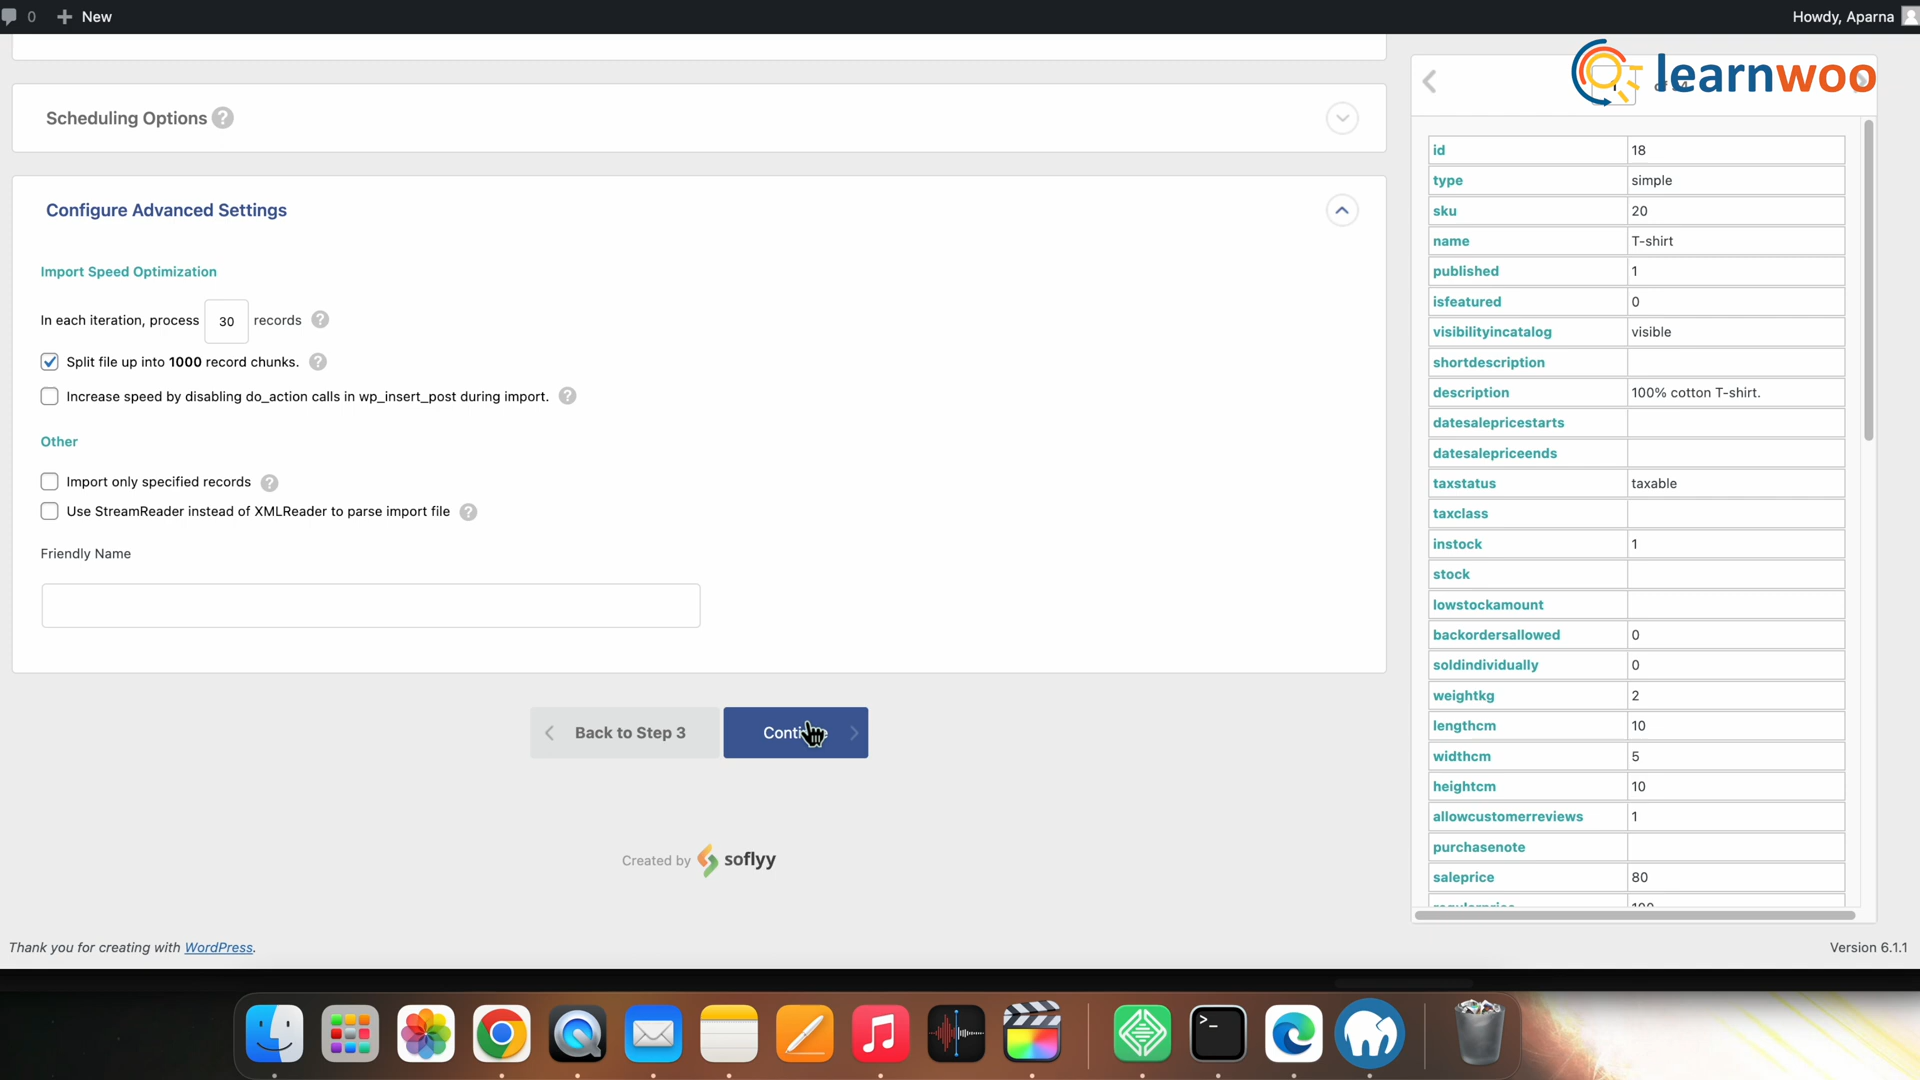 0 New
Howdy, Aparna
learnwoo
Scheduling Options ?
Configure Advanced Settings
Import Speed Optimization
In each iteration, process 30 records ?
Split file up into 1000 record chunks. ?
Increase speed by disabling do_action calls in wp_insert_post during import. ?
Other
Import only specified records ?
Use StreamReader instead of XMLReader to parse import file ?
Friendly Name
Back to Step 3
Created by soflyy
Thank you for creating with WordPress.
id 18
type simple
sku 20
name T-shirt
published 1
isfeatured 0
visibilityincatalog visible
shortdescription
description 100% cotton T-shirt.
datesalepricestarts
datesalepriceends
taxstatus taxable
taxclass
instock 1
stock
lowstockamount
backordersallowed 0
soldindividually 0
weightkg 2
lengthcm 10
widthcm 5
heightcm 10
allowcustomerreviews 1
purchasenote
saleprice 80
Version 6.1.1